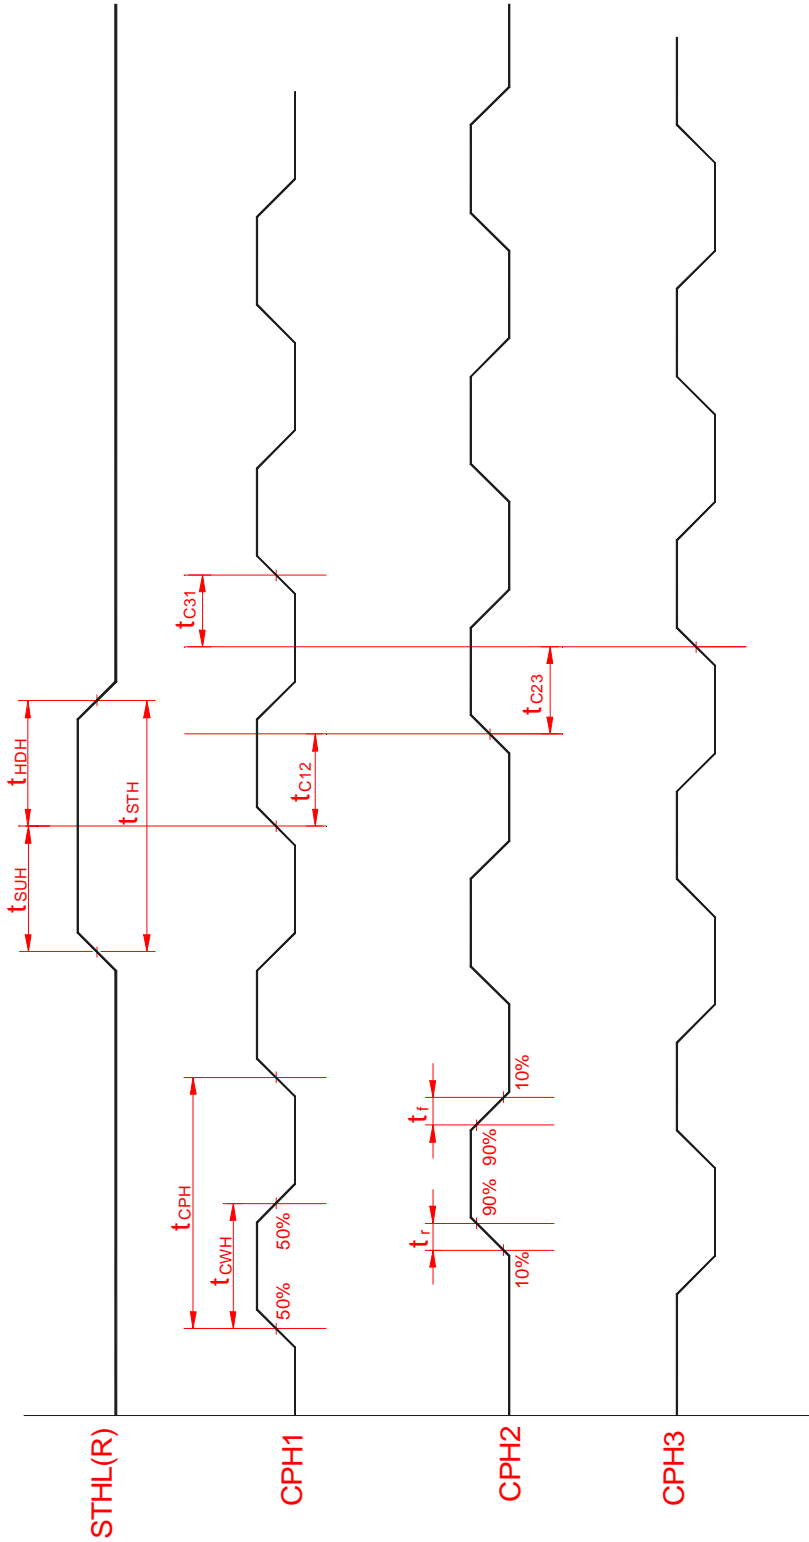 STHL(R)
tSUH
tHDH
tSTH
CPH1
tCPH
tCWH
50%
50%
tC12
tC31
CPH2
tr
tf
10%
90%
90%
10%
tC23
CPH3